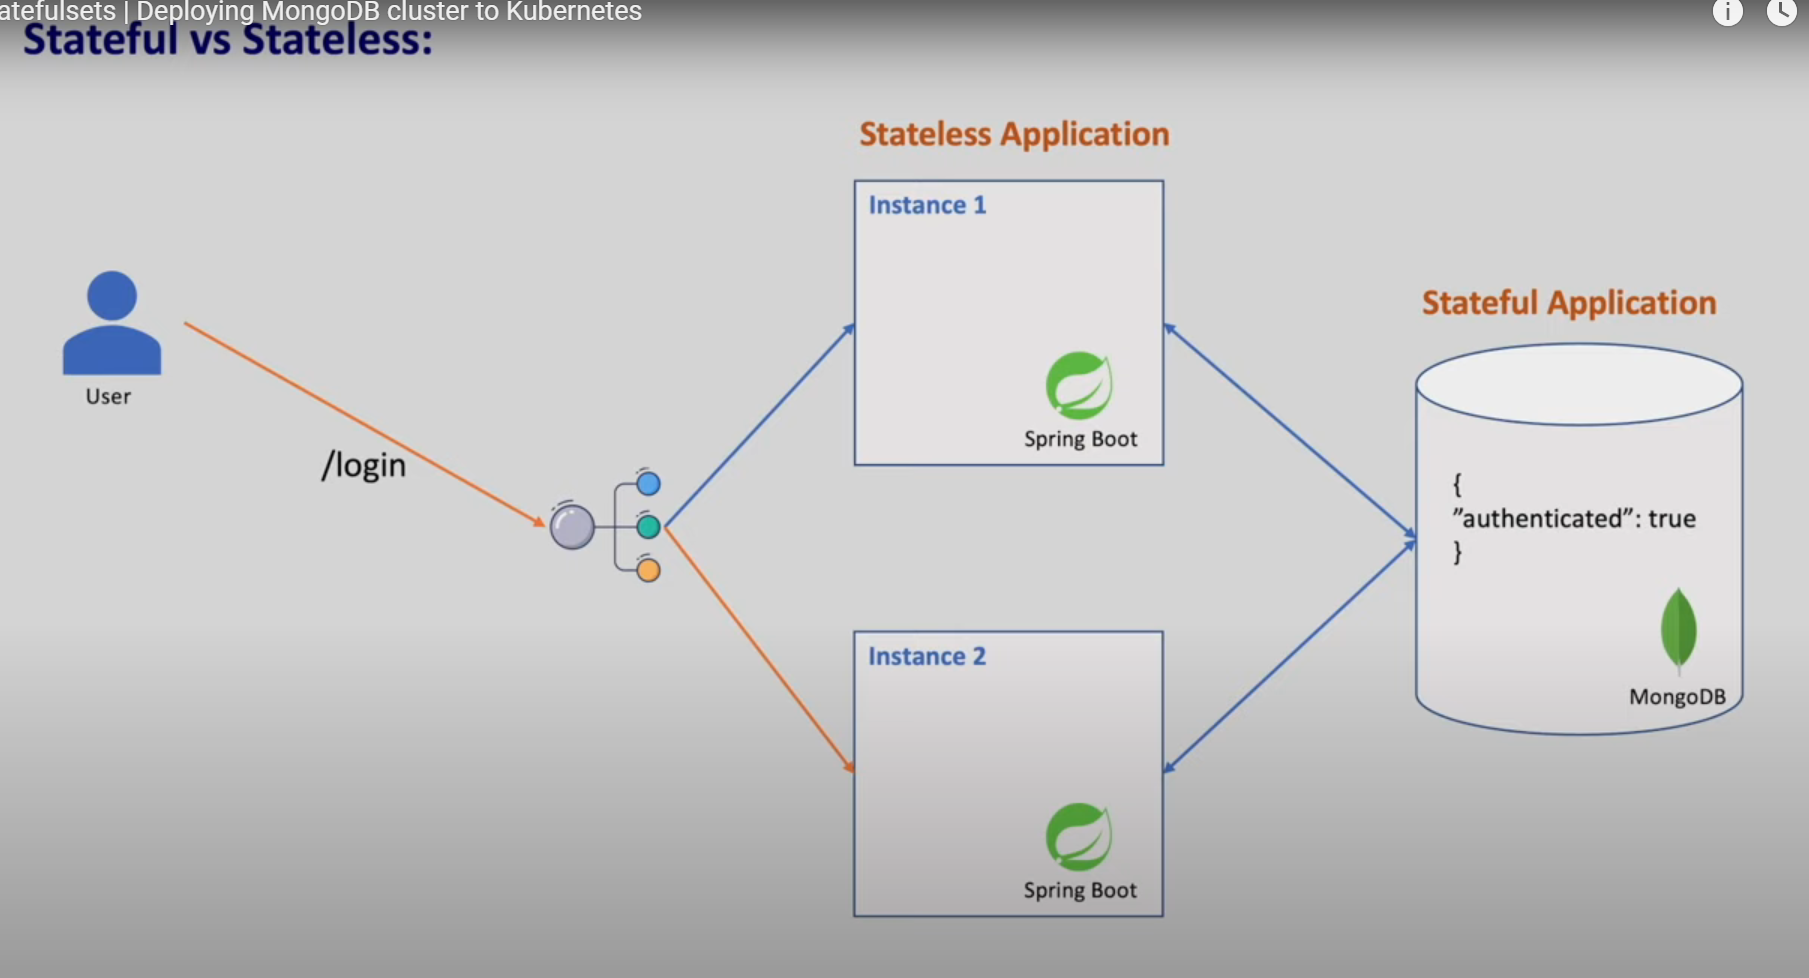 atefulsets | Deploying MongoDB cluster to Kubernetes
Stateful vs Stateless:
Stateless Application
Instance 1
Spring Boot
User
/login
Stateful Application
{
”authenticated”: true
}
MongoDB
Instance 2
Spring Boot